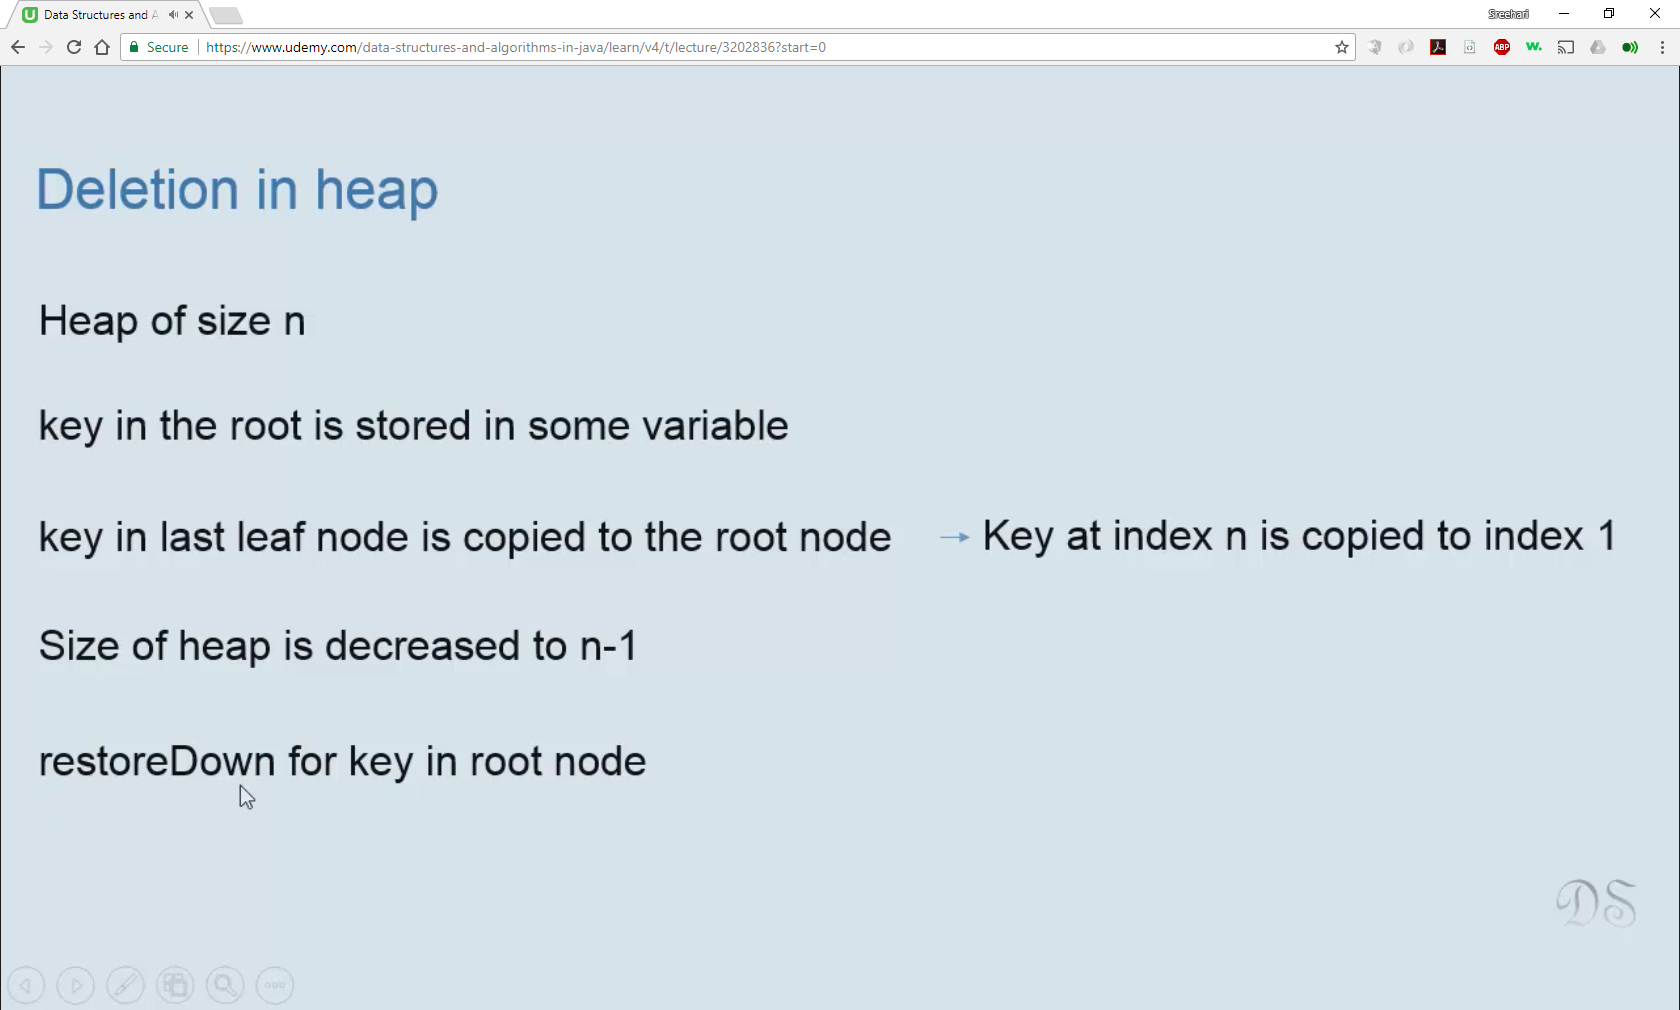 Data Structures and A
Sreehari
Secure
https://www.udemy.com/data-structures-and-algorithms-in-java/learn/v4/t/lecture/3202836?start=0
ABP
w.
Deletion in heap
Heap of size n
key in the root is stored in some variable
key in last leaf node is copied to the root node → Key at index n is copied to index 1
Size of heap is decreased to n-1
restoreDown for key in root node
DS